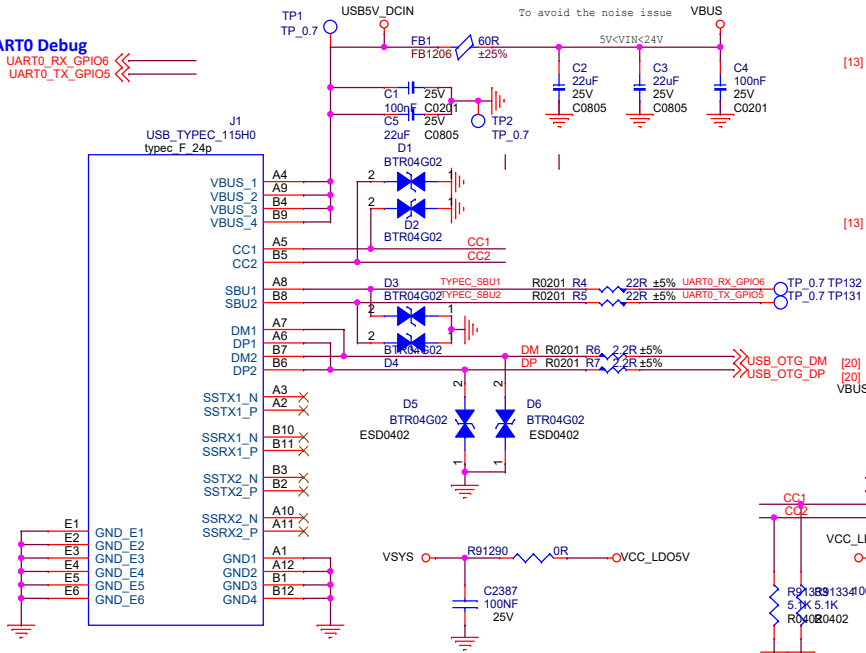 TP1
TP_0.7
USB5V_DCIN
To avoid the noise issue
VBUS
ART0 Debug
UART0_RX_GPIO6
UART0_TX_GPIO5
FB1
60R
FB1206
±25%
5V<VIN<24V
[13]
C2
22uF
25V
C0805
C3
22uF
25V
C0805
C4
100nF
25V
C0201
C1
25V
100nF
C0201
C5
25V
22uF
C0805
TP2
TP_0.7
J1
USB_TYPEC_115H0
typec_F_24p
D1
BTR04G02
2
1
1
D2
BTR04G02
VBUS_1
A4
VBUS_2
A9
VBUS_3
B4
VBUS_4
B9
[13]
CC1
A5
CC1
CC2
B5
CC2
SBU1
A8
D3
TYPEC_SBU1
R0201
R4
22R
±5%
UART0_RX_GPIO6
TP_0.7
TP132
SBU2
B8
BTR04G02
TYPEC_SBU2
R0201
R5
22R
±5%
UART0_TX_GPIO5
TP_0.7
TP131
2
1
2
1
BTR04G02
D4
DM1
A7
DP1
A6
DM2
B7
DM
R0201
R6
2.2R
±5%
USB_OTG_DM
[20]
DP2
B6
DP
R0201
R7
2.2R
±5%
USB_OTG_DP
[20]
VBUS
SSTX1_N
A3
SSTX1_P
A2
2
2
D5
BTR04G02
ESD0402
D6
BTR04G02
ESD0402
1
1
SSRX1_N
B10
SSRX1_P
B11
SSTX2_N
B3
SSTX2_P
B2
SSRX2_N
A10
SSRX2_P
A11
CC1
CC2
E1
GND_E1
E2
GND_E2
E3
GND_E3
E4
GND_E4
E5
GND_E5
E6
GND_E6
GND1
A1
GND2
A12
GND3
B1
GND4
B12
VSYS
R91290
0R
VCC_LDO5V
C2387
100NF
25V
5.1K
5.1K